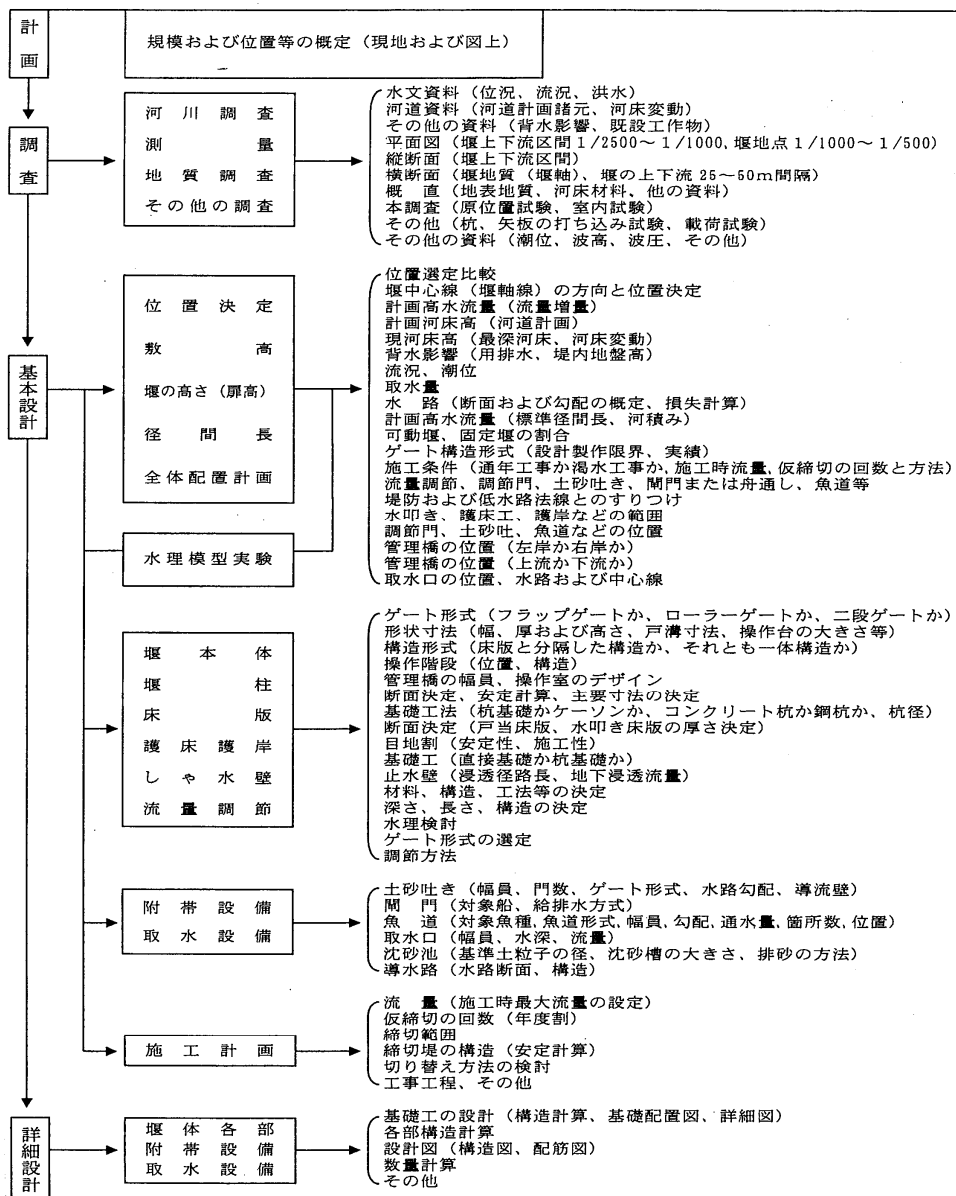 計画
規模および位置等の概定（現地および図上）
調査
河川調査
測量
地質調査
その他の調査
水文資料（位況、流況、洪水）
河道資料（河道計画諸元、河床変動）
その他の資料（背水影響、既設工作物）
平面図（堰上下流区間1/2500～1/1000, 堰地点1/1000～1/500）
縦断面（堰上下流区間）
横断面（堰地質（堰軸）、堰の上下流25～50m間隔）
概　直（地表地質、河床材料、他の資料）
本調査（原位置試験、室内試験）
その他（杭、矢板の打ち込み試験、載荷試験）
その他の資料（潮位、波高、波圧、その他）
基本設計
位置決定
敷高
堰の高さ（扉高）
径間長
全体配置計画
水理模型実験
位置選定比較
堰中心線（堰軸線）の方向と位置決定
計画高水流量（流量増量）
計画河床高（河道計画）
現河床高（最深河床、河床変動）
背水影響（用排水、堤内地盤高）
流況、潮位
取水量
水　路（断面および勾配の概定、損失計算）
計画高水流量（標準径間長、河積み）
可動堰、固定堰の割合
ゲート構造形式（設計製作限界、実績）
施工条件（通年工事か渇水工事か, 施工時流量, 仮締切の回数と方法）
流量調節、調節門、土砂吐き、閘門または舟通し、魚道等
堤防および低水路法線とのすりつけ
水叩き、護床工、護岸などの範囲
調節門、土砂吐、魚道などの位置
管理橋の位置（左岸か右岸か）
管理橋の位置（上流か下流か）
取水口の位置、水路および中心線
堰本体
堰柱
床版
護床護岸
しゃ水壁
流量調節
ゲート形式（フラップゲートか、ローラーゲートか、二段ゲートか）
形状寸法（幅、厚および高さ、戸溝寸法、操作台の大きさ等）
構造形式（床版と分隔した構造か、それとも一体構造か）
操作階段（位置、構造）
管理橋の幅員、操作室のデザイン
断面決定、安定計算、主要寸法の決定
基礎工法（杭基礎かケーソンか、コンクリート杭か鋼杭か、杭径）
断面決定（戸当床版、水叩き床版の厚さ決定）
目地割（安定性、施工性）
基礎工（直接基礎か杭基礎か）
止水壁（浸透径路長、地下浸透流量）
材料、構造、工法等の決定
深さ、長さ、構造の決定
水理検討
ゲート形式の選定
調節方法
附帯設備
取水設備
土砂吐き（幅員、門数、ゲート形式、水路勾配、導流壁）
閘　門（対象船、給排水方式）
魚　道（対象魚種, 魚道形式, 幅員, 勾配, 通水量, 箇所数, 位置）
取水口（幅員、水深、流量）
沈砂池（基準土粒子の径、沈砂槽の大きさ、排砂の方法）
導水路（水路断面、構造）
施工計画
流　量（施工時最大流量の設定）
仮締切の回数（年度割）
締切範囲
締切堤の構造（安定計算）
切り替え方法の検討
工事工程、その他
詳細設計
堰体各部
附帯設備
取水設備
基礎工の設計（構造計算、基礎配置図、詳細図）
各部構造計算
設計図（構造図、配筋図）
数量計算
その他